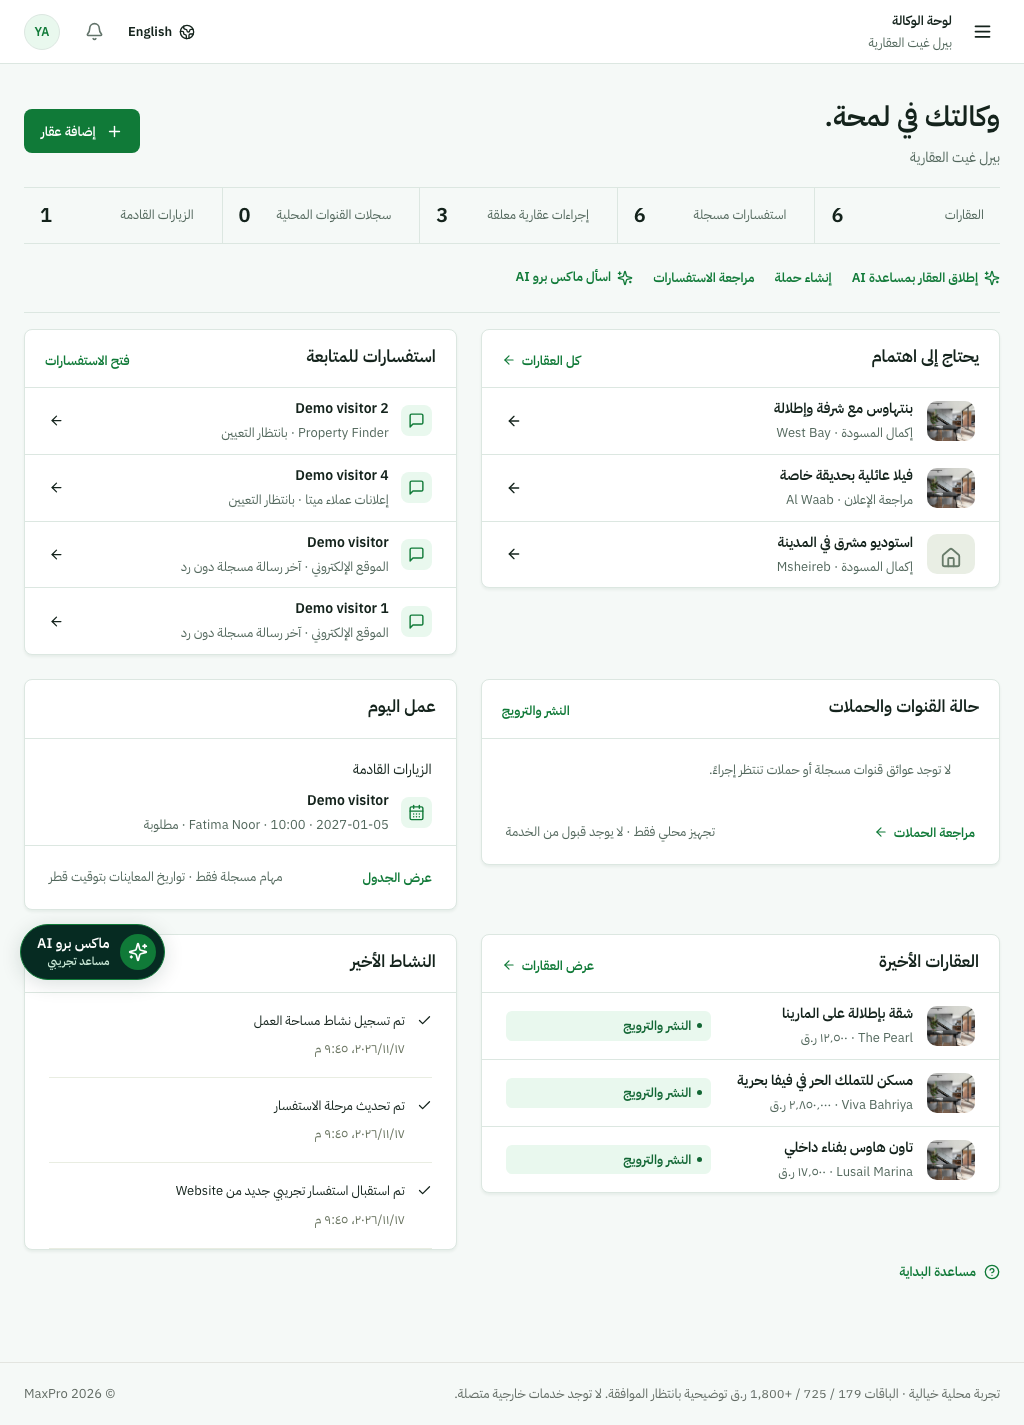 لوحة الوكالة
بيرل غيت العقارية
English
YA
وكالتك في لمحة.
بيرل غيت العقارية
إضافة عقار
العقارات 6
استفسارات مسجلة 6
إجراءات عقارية معلقة 3
سجلات القنوات المحلية 0
الزيارات القادمة 1
إطلاق العقار بمساعدة AI
إنشاء حملة
مراجعة الاستفسارات
اسأل ماكس برو AI
يحتاج إلى اهتمام
كل العقارات
بنتهاوس مع شرفة وإطلالة
إكمال المسودة · West Bay
فيلا عائلية بحديقة خاصة
مراجعة الإعلان · Al Waab
استوديو مشرق في المدينة
إكمال المسودة · Msheireb
استفسارات للمتابعة
فتح الاستفسارات
Demo visitor 2
Property Finder · بانتظار التعيين
Demo visitor 4
إعلانات عملاء ميتا · بانتظار التعيين
Demo visitor
الموقع الإلكتروني · آخر رسالة مسجلة دون رد
Demo visitor 1
الموقع الإلكتروني · آخر رسالة مسجلة دون رد
حالة القنوات والحملات
النشر والترويج
لا توجد عوائق قنوات مسجلة أو حملات تنتظر إجراءً.
مراجعة الحملات
تجهيز محلي فقط · لا يوجد قبول من الخدمة
عمل اليوم
الزيارات القادمة
Demo visitor
مطلوبة · Fatima Noor · 10:00 · 2027-01-05
عرض الجدول
مهام مسجلة فقط · تواريخ المعاينات بتوقيت قطر
العقارات الأخيرة
عرض العقارات
شقة بإطلالة على المارينا
The Pearl · ١٢,٥٠٠ ر.ق
النشر والترويج
مسكن للتملك الحر في فيفا بحرية
Viva Bahriya · ٢,٨٥٠,٠٠٠ ر.ق
النشر والترويج
تاون هاوس بفناء داخلي
Lusail Marina · ١٧,٥٠٠ ر.ق
النشر والترويج
النشاط الأخير
تم تسجيل نشاط مساحة العمل
١٧‏/١١‏/٢٠٢٦، ٩:٤٥ م
تم تحديث مرحلة الاستفسار
١٧‏/١١‏/٢٠٢٦، ٩:٤٥ م
تم استقبال استفسار تجريبي جديد من Website
١٧‏/١١‏/٢٠٢٦، ٩:٤٥ م
ماكس برو AI
مساعد تجريبي
مساعدة البداية
تجربة محلية خيالية · الباقات 179 / 725 / +1,800 ر.ق توضيحية بانتظار الموافقة. لا توجد خدمات خارجية متصلة.
© 2026 MaxPro